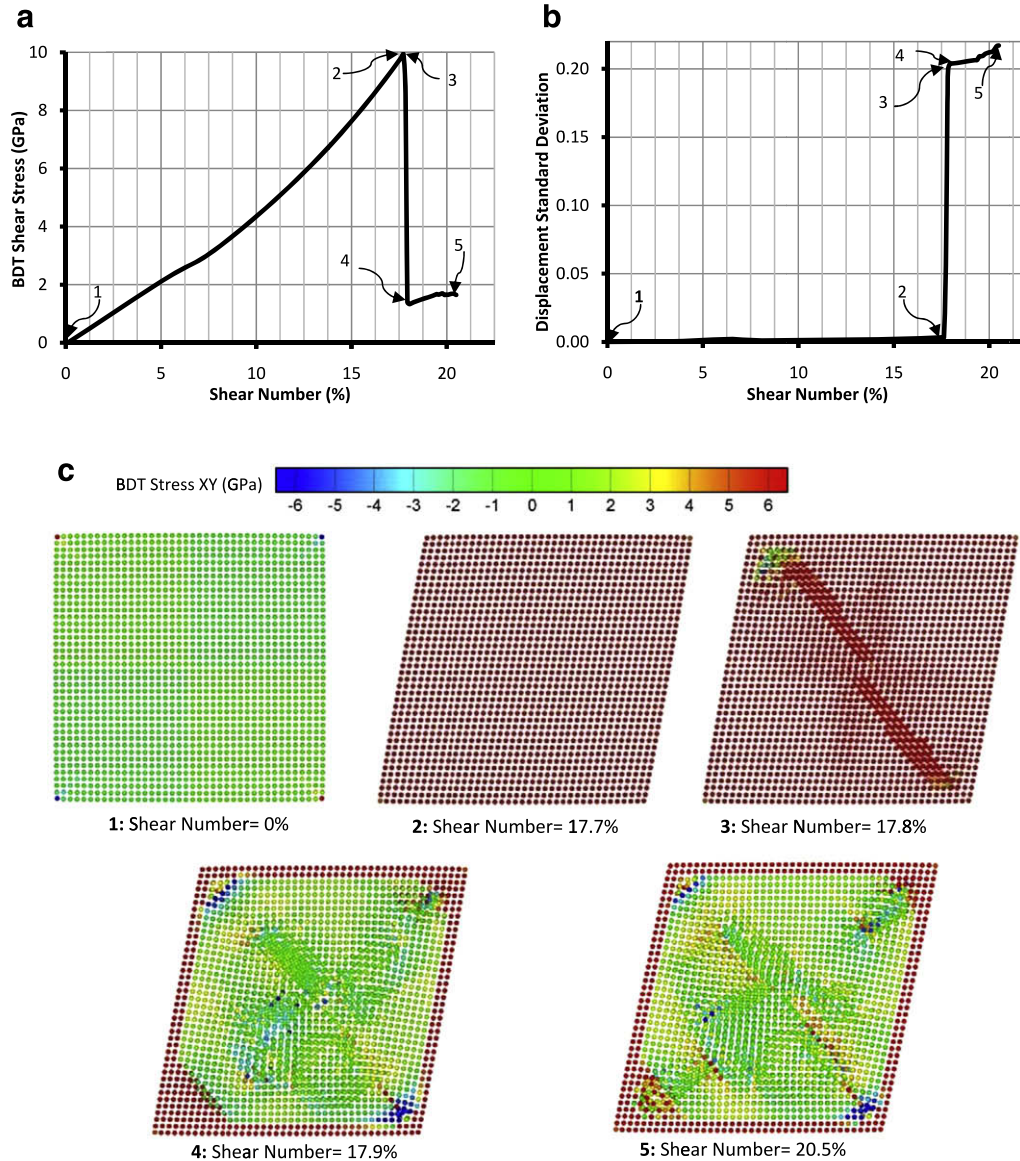 a
BDT Shear Stress (GPa)
10
8
6
4
2
0
0 5 10 15 20
Shear Number (%)
1
2
3
4
5
b
Displacement Standard Deviation
0.20
0.15
0.10
0.05
0.00
0 5 10 15 20
Shear Number (%)
1
2
3
4
5
c
BDT Stress XY (GPa)
-6 -5 -4 -3 -2 -1 0 1 2 3 4 5 6
1: Shear Number= 0%
2: Shear Number= 17.7%
3: Shear Number= 17.8%
4: Shear Number= 17.9%
5: Shear Number= 20.5%